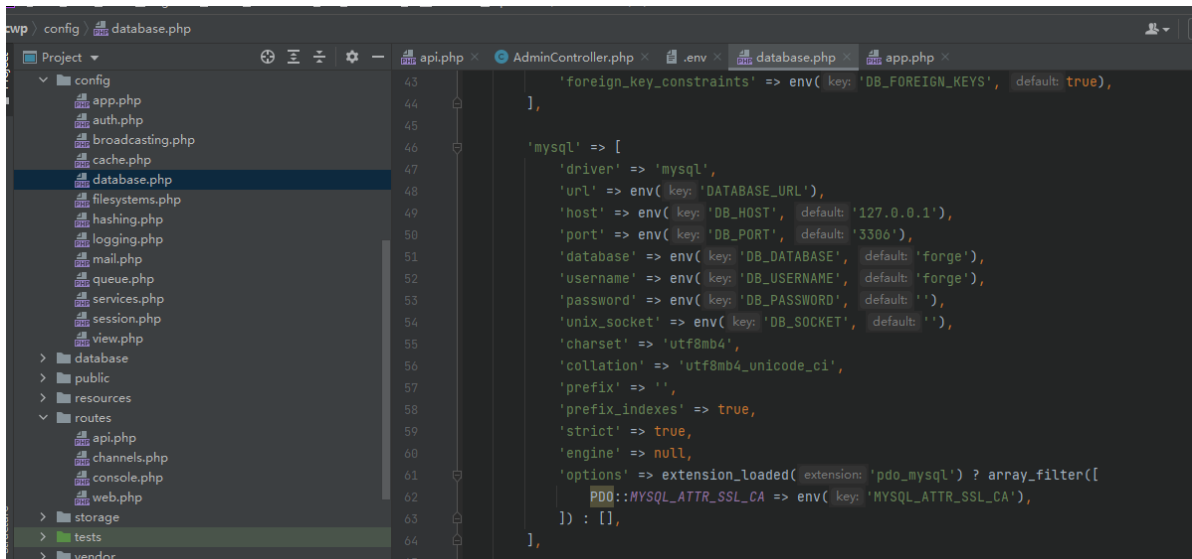 cwp config database.php
Project
api.php AdminController.php .env database.php app.php
config
app.php
auth.php
broadcasting.php
cache.php
database.php
filesystems.php
hashing.php
logging.php
mail.php
queue.php
services.php
session.php
view.php
database
public
resources
routes
api.php
channels.php
console.php
web.php
storage
tests
vendor
43 'foreign_key_constraints' => env( key: 'DB_FOREIGN_KEYS', default: true),
44 ],
45
46 'mysql' => [
47 'driver' => 'mysql',
48 'url' => env( key: 'DATABASE_URL'),
49 'host' => env( key: 'DB_HOST', default: '127.0.0.1'),
50 'port' => env( key: 'DB_PORT', default: '3306'),
51 'database' => env( key: 'DB_DATABASE', default: 'forge'),
52 'username' => env( key: 'DB_USERNAME', default: 'forge'),
53 'password' => env( key: 'DB_PASSWORD', default: ''),
54 'unix_socket' => env( key: 'DB_SOCKET', default: ''),
55 'charset' => 'utf8mb4',
56 'collation' => 'utf8mb4_unicode_ci',
57 'prefix' => '',
58 'prefix_indexes' => true,
59 'strict' => true,
60 'engine' => null,
61 'options' => extension_loaded( extension: 'pdo_mysql') ? array_filter([
62 PDO::MYSQL_ATTR_SSL_CA => env( key: 'MYSQL_ATTR_SSL_CA'),
63 ]) : [],
64 ],